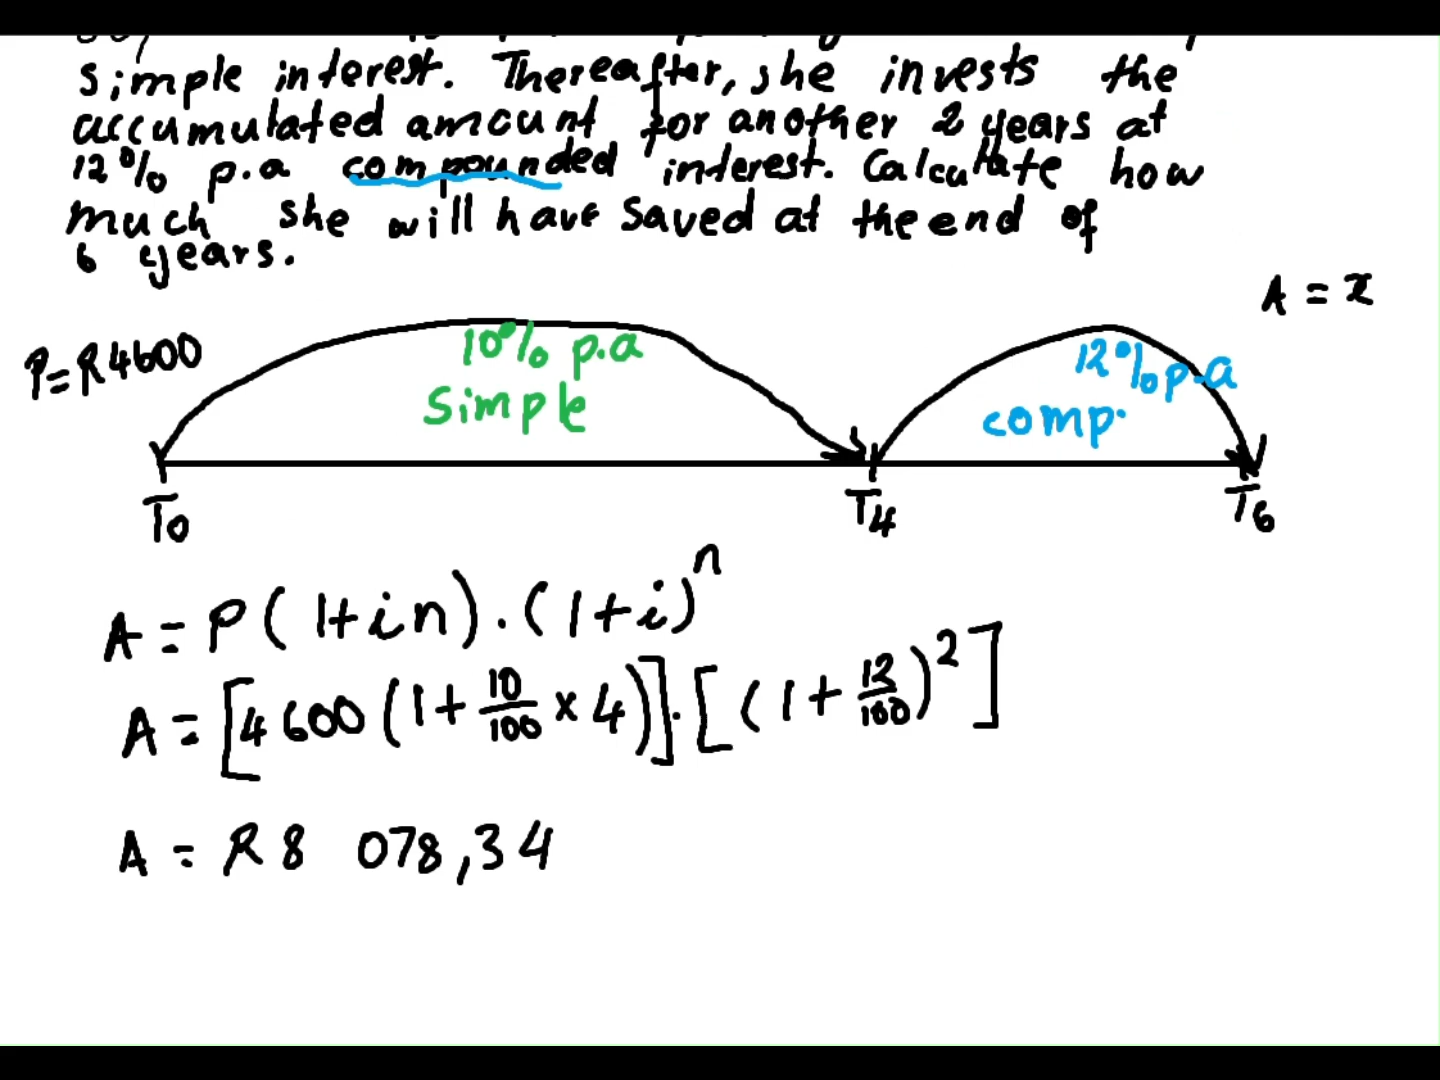 simple interest. Thereafter, she invests the
accumulated amount for another 2 years at
12% p.a compounded interest. Calculate how
much she will have saved at the end of
6 years.
A = x
P=R4600
10% p.a
simple
12% p.a
comp.
T0
T4
T6
A = P(1+in).(1+i)^n
A = [4600(1+10/100 × 4)].[(1+12/100)^2]
A = R8 078,34